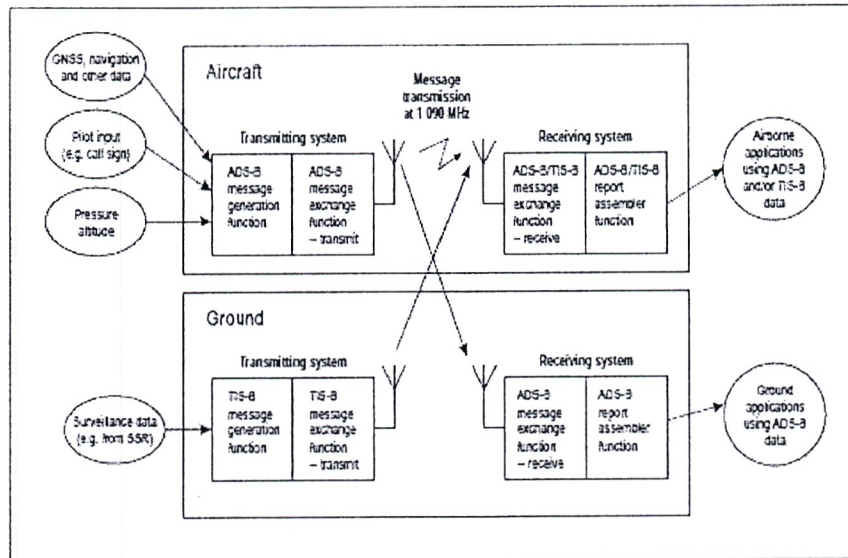 GNSS, navigation
and other data
Pilot input
(e.g. call sign)
Pressure
altitude
Aircraft
Message
transmission
at 1 090 MHz
Transmitting system
ADS-B
message
generation
function
ADS-B
message
exchange
function
– transmit
Receiving system
ADS-B/TIS-B
message
exchange
function
– receive
ADS-B/TIS-B
report
assembler
function
Airborne
applications
using ADS-B
and/or TIS-B
data
Ground
Transmitting system
Surveillance data
(e.g. from SSR)
TIS-B
message
generation
function
TIS-B
message
exchange
function
– transmit
Receiving system
ADS-B
message
exchange
function
– receive
ADS-B
report
assembler
function
Ground
applications
using ADS-B
data